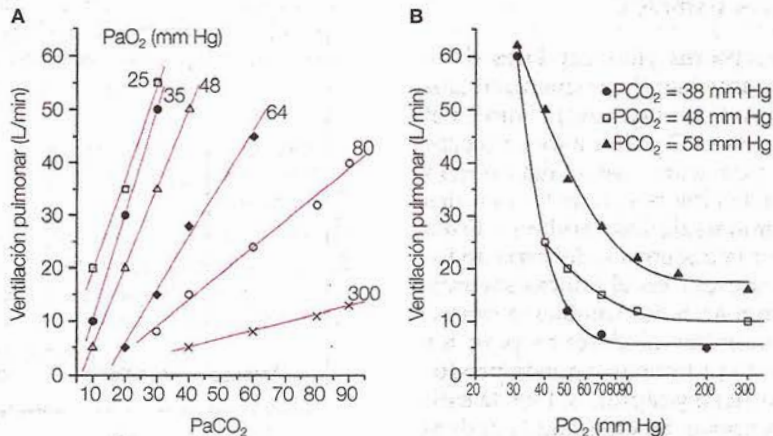 A
PaO₂ (mm Hg)
25
35
48
64
80
300
Ventilación pulmonar (L/min)
60
50
40
30
20
10
0
10 20 30 40 50 60 70 80 90
PaCO₂
B
PCO₂ = 38 mm Hg
PCO₂ = 48 mm Hg
PCO₂ = 58 mm Hg
Ventilación pulmonar (L/min)
60
50
40
30
20
10
0
20 30 40 50 60 70 80 90 200 300
PO₂ (mm Hg)